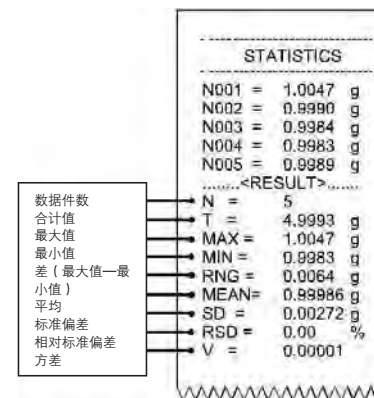 STATISTICS
N001 = 1.0047 g
N002 = 0.9990 g
N003 = 0.9984 g
N004 = 0.9983 g
N005 = 0.9989 g
........<RESULT>.......
N = 5
T = 4.9993 g
MAX = 1.0047 g
MIN = 0.9983 g
RNG = 0.0064 g
MEAN= 0.99986 g
SD = 0.00272 g
RSD = 0.00 %
V = 0.00001
数据件数
合计值
最大值
最小值
差（最大值—最
小值）
平均
标准偏差
相对标准偏差
方差